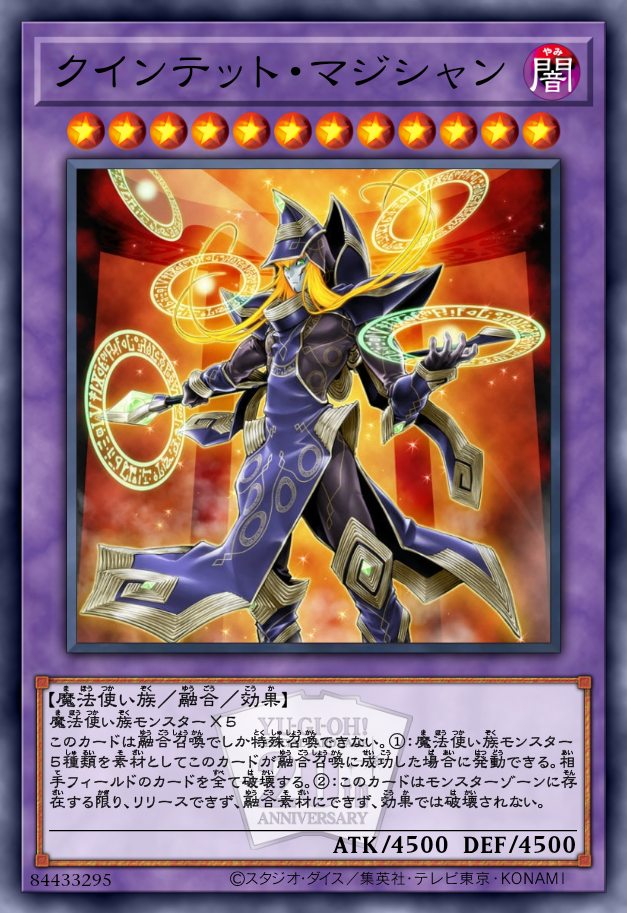 クインテット・マジシャン
やみ
闇
【魔法使い族／融合／効果】
魔法使い族モンスター×5
このカードは融合召喚でしか特殊召喚できない。①：魔法使い族モンスター
5種類を素材としてこのカードが融合召喚に成功した場合に発動できる。相
手フィールドのカードを全て破壊する。②：このカードはモンスターゾーンに存
在する限り、リリースできず、融合素材にできず、効果では破壊されない。
YU-GI-OH!
ANNIVERSARY
ATK/4500 DEF/4500
84433295
©スタジオ・ダイス／集英社・テレビ東京・KONAMI